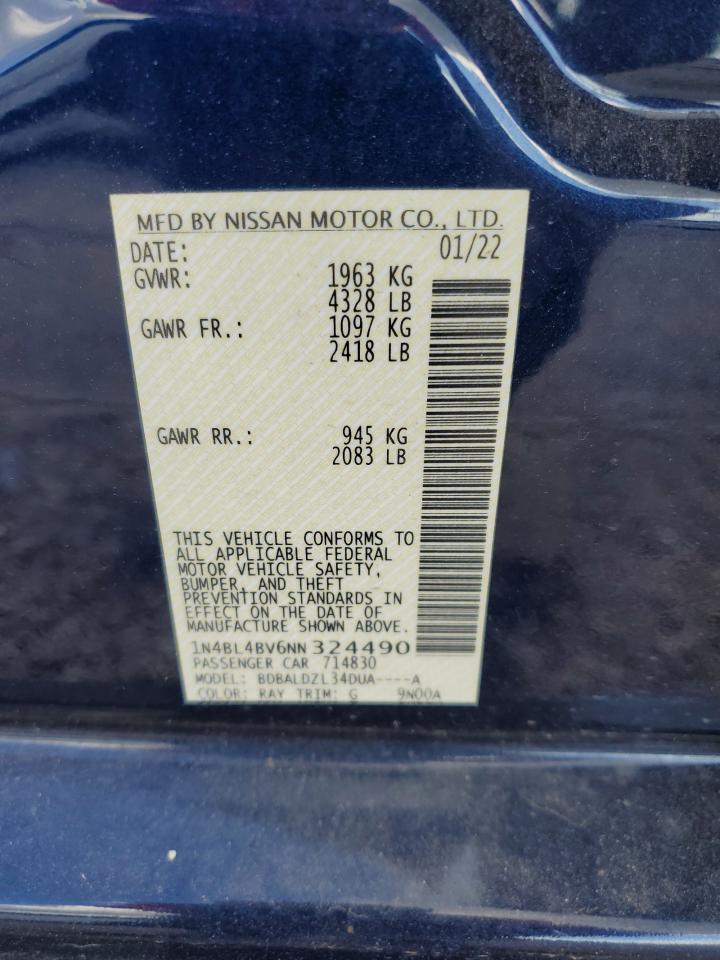 MFD BY NISSAN MOTOR CO., LTD.
DATE: 01/22
GVWR: 1963 KG
4328 LB
GAWR FR.: 1097 KG
2418 LB
GAWR RR.: 945 KG
2083 LB
THIS VEHICLE CONFORMS TO
ALL APPLICABLE FEDERAL
MOTOR VEHICLE SAFETY,
BUMPER, AND THEFT
PREVENTION STANDARDS IN
EFFECT ON THE DATE OF
MANUFACTURE SHOWN ABOVE.
1N4BL4BV6NN324490
PASSENGER CAR 714830
MODEL: BDBALDZL34DUA----A
COLOR: RAY TRIM: G 9N00A